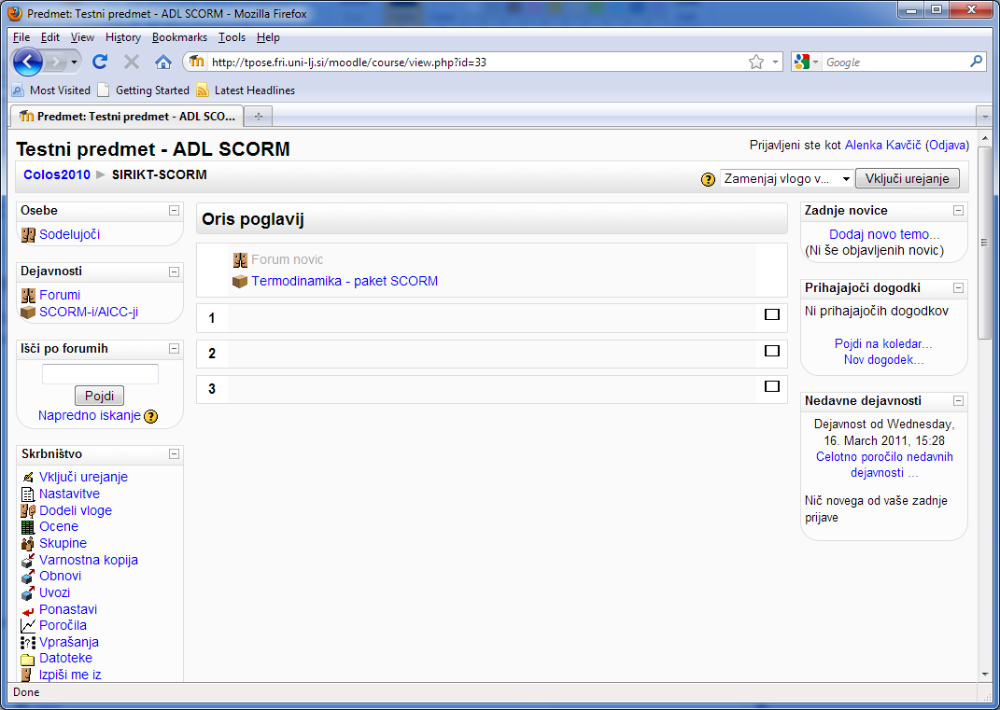 Predmet: Testni predmet - ADL SCORM - Mozilla Firefox
File Edit View History Bookmarks Tools Help
http://tpose.fri.uni-lj.si/moodle/course/view.php?id=33
Google
Most Visited Getting Started Latest Headlines
Predmet: Testni predmet - ADL SCO...
Testni predmet - ADL SCORM
Prijavljeni ste kot Alenka Kavčič (Odjava)
Colos2010 ► SIRIKT-SCORM
Zamenjaj vlogo v... Vključi urejanje
Osebe
Sodelujoči
Dejavnosti
Forumi
SCORM-i/AICC-ji
Išči po forumih
Pojdi
Napredno iskanje
Skrbništvo
Vključi urejanje
Nastavitve
Dodeli vloge
Ocene
Skupine
Varnostna kopija
Obnovi
Uvozi
Ponastavi
Poročila
Vprašanja
Datoteke
Izpiši me iz
Oris poglavij
Forum novic
Termodinamika - paket SCORM
1
2
3
Zadnje novice
Dodaj novo temo...
(Ni še objavljenih novic)
Prihajajoči dogodki
Ni prihajajočih dogodkov
Pojdi na koledar...
Nov dogodek...
Nedavne dejavnosti
Dejavnost od Wednesday,
16. March 2011, 15:28
Celotno poročilo nedavnih
dejavnosti ...
Nič novega od vaše zadnje
prijave
Done